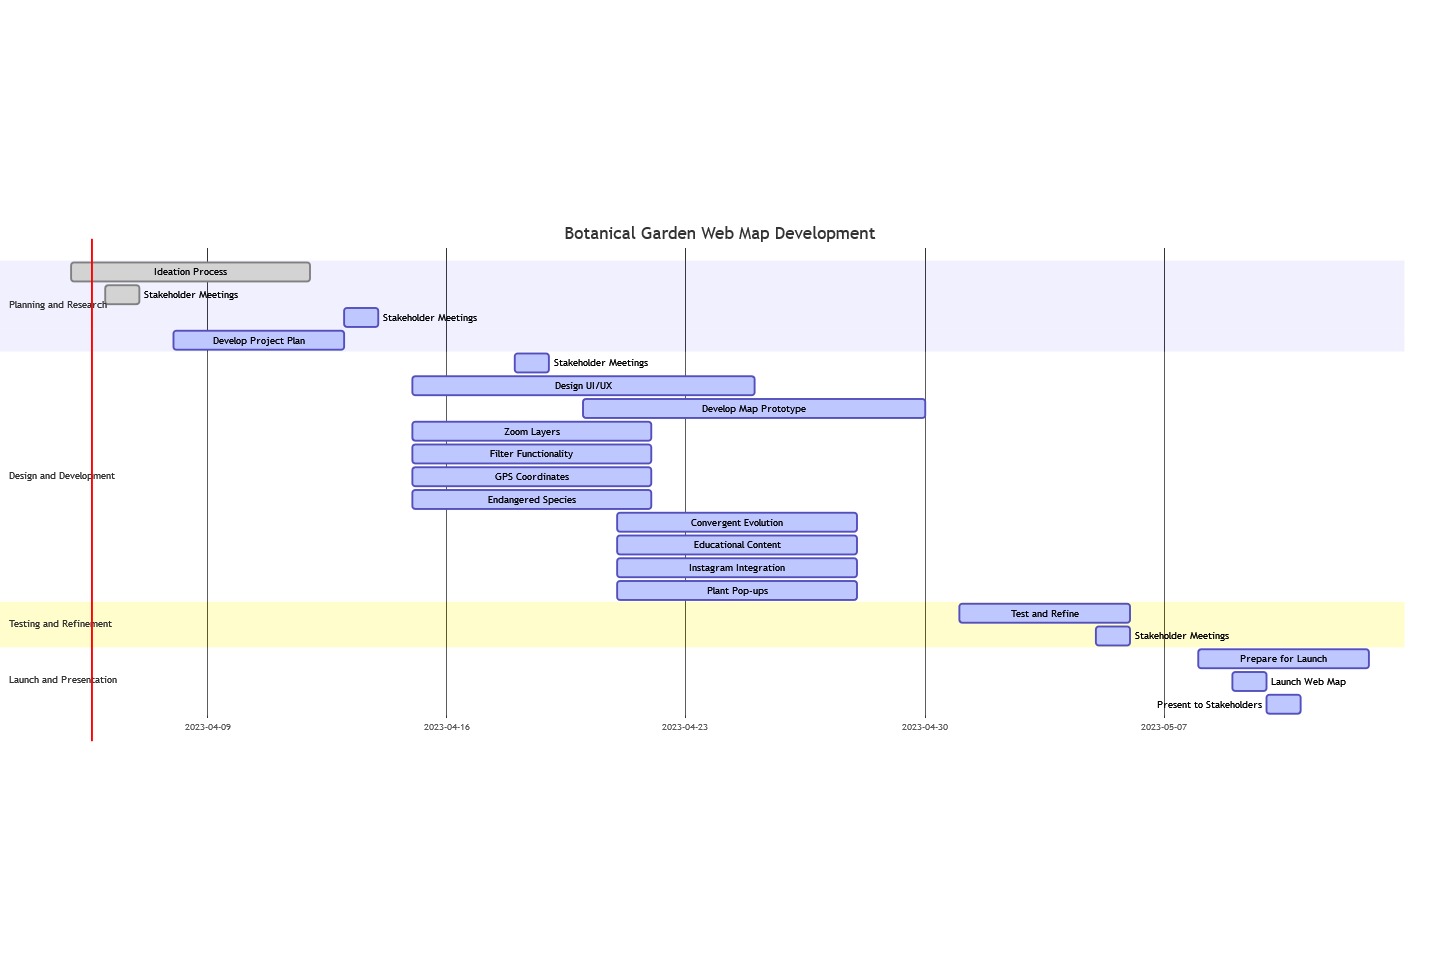 Botanical Garden Web Map Development
Planning and Research
Ideation Process
Stakeholder Meetings
Stakeholder Meetings
Develop Project Plan
Design and Development
Stakeholder Meetings
Design UI/UX
Develop Map Prototype
Zoom Layers
Filter Functionality
GPS Coordinates
Endangered Species
Convergent Evolution
Educational Content
Instagram Integration
Plant Pop-ups
Testing and Refinement
Test and Refine
Stakeholder Meetings
Launch and Presentation
Prepare for Launch
Launch Web Map
Present to Stakeholders
2023-04-09
2023-04-16
2023-04-23
2023-04-30
2023-05-07